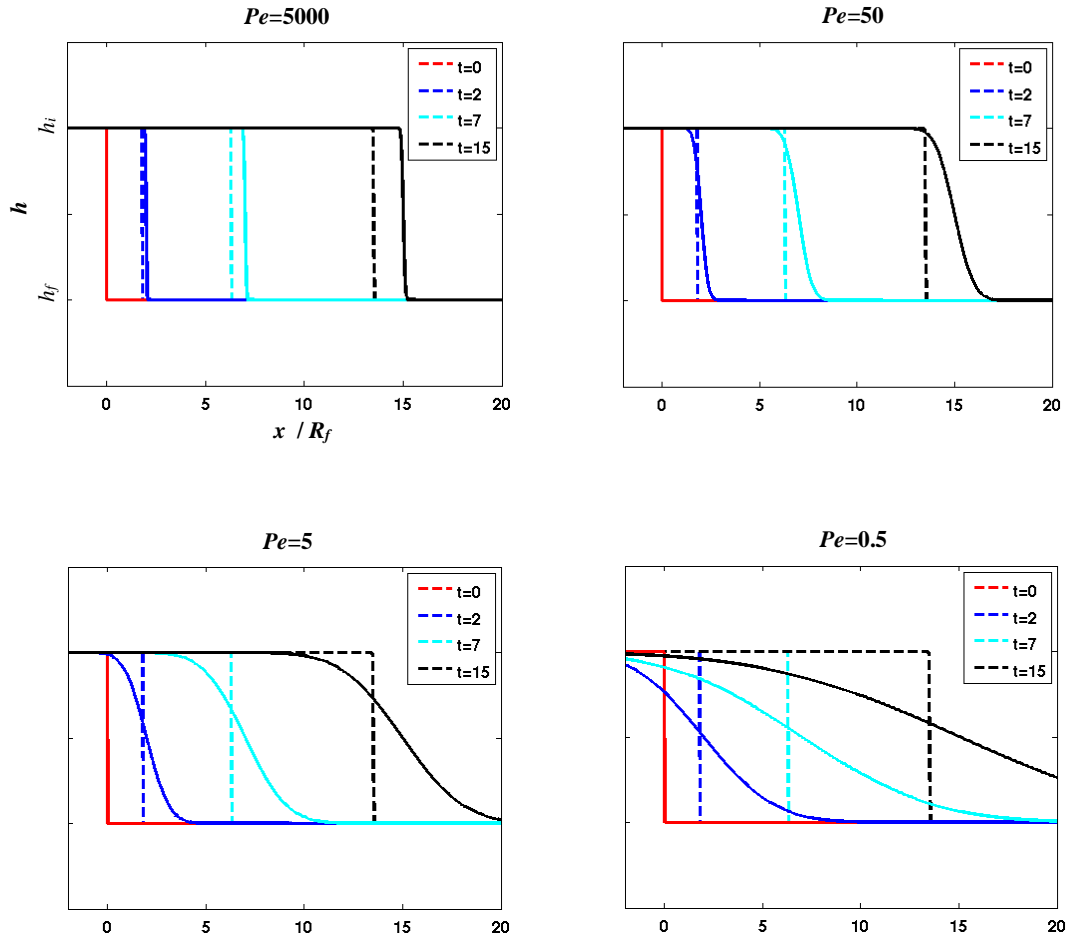 Pe=5000
t=0
t=2
t=7
t=15
h_i
h
h_f
0 5 10 15 20
x / R_f
Pe=50
t=0
t=2
t=7
t=15
0 5 10 15 20
Pe=5
t=0
t=2
t=7
t=15
0 5 10 15 20
Pe=0.5
t=0
t=2
t=7
t=15
0 5 10 15 20